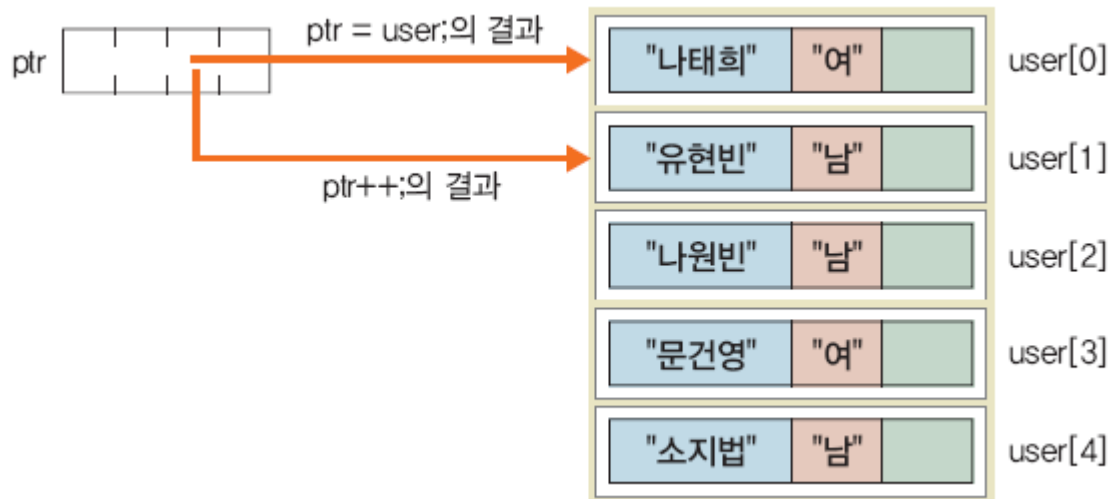 ptr
ptr = user;의 결과
ptr++;의 결과
"나태희" "여" user[0]
"유현빈" "남" user[1]
"나원빈" "남" user[2]
"문건영" "여" user[3]
"소지법" "남" user[4]